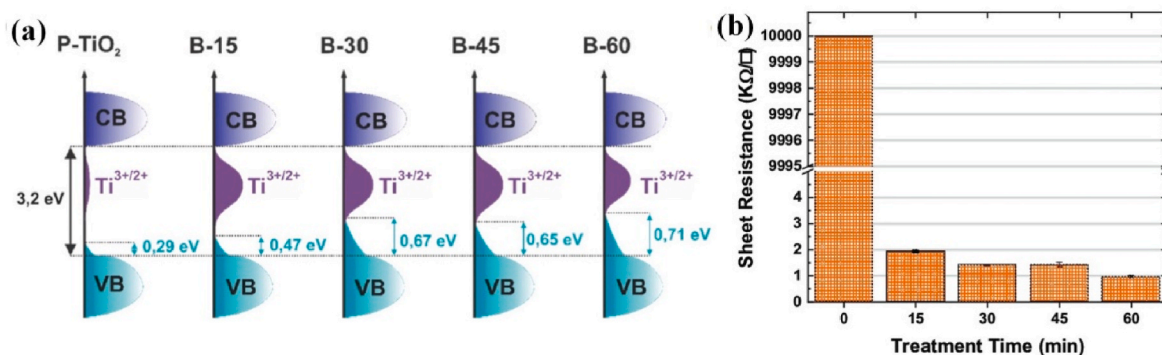 (a)
P-TiO₂ B-15 B-30 B-45 B-60
CB CB CB CB CB
3,2 eV
Ti³⁺/²⁺ Ti³⁺/²⁺ Ti³⁺/²⁺ Ti³⁺/²⁺ Ti³⁺/²⁺
0,29 eV 0,47 eV 0,67 eV 0,65 eV 0,71 eV
VB VB VB VB VB
(b)
Sheet Resistance (KΩ/□)
10000
9999
9998
9997
9996
9995
4
3
2
1
0
0 15 30 45 60
Treatment Time (min)